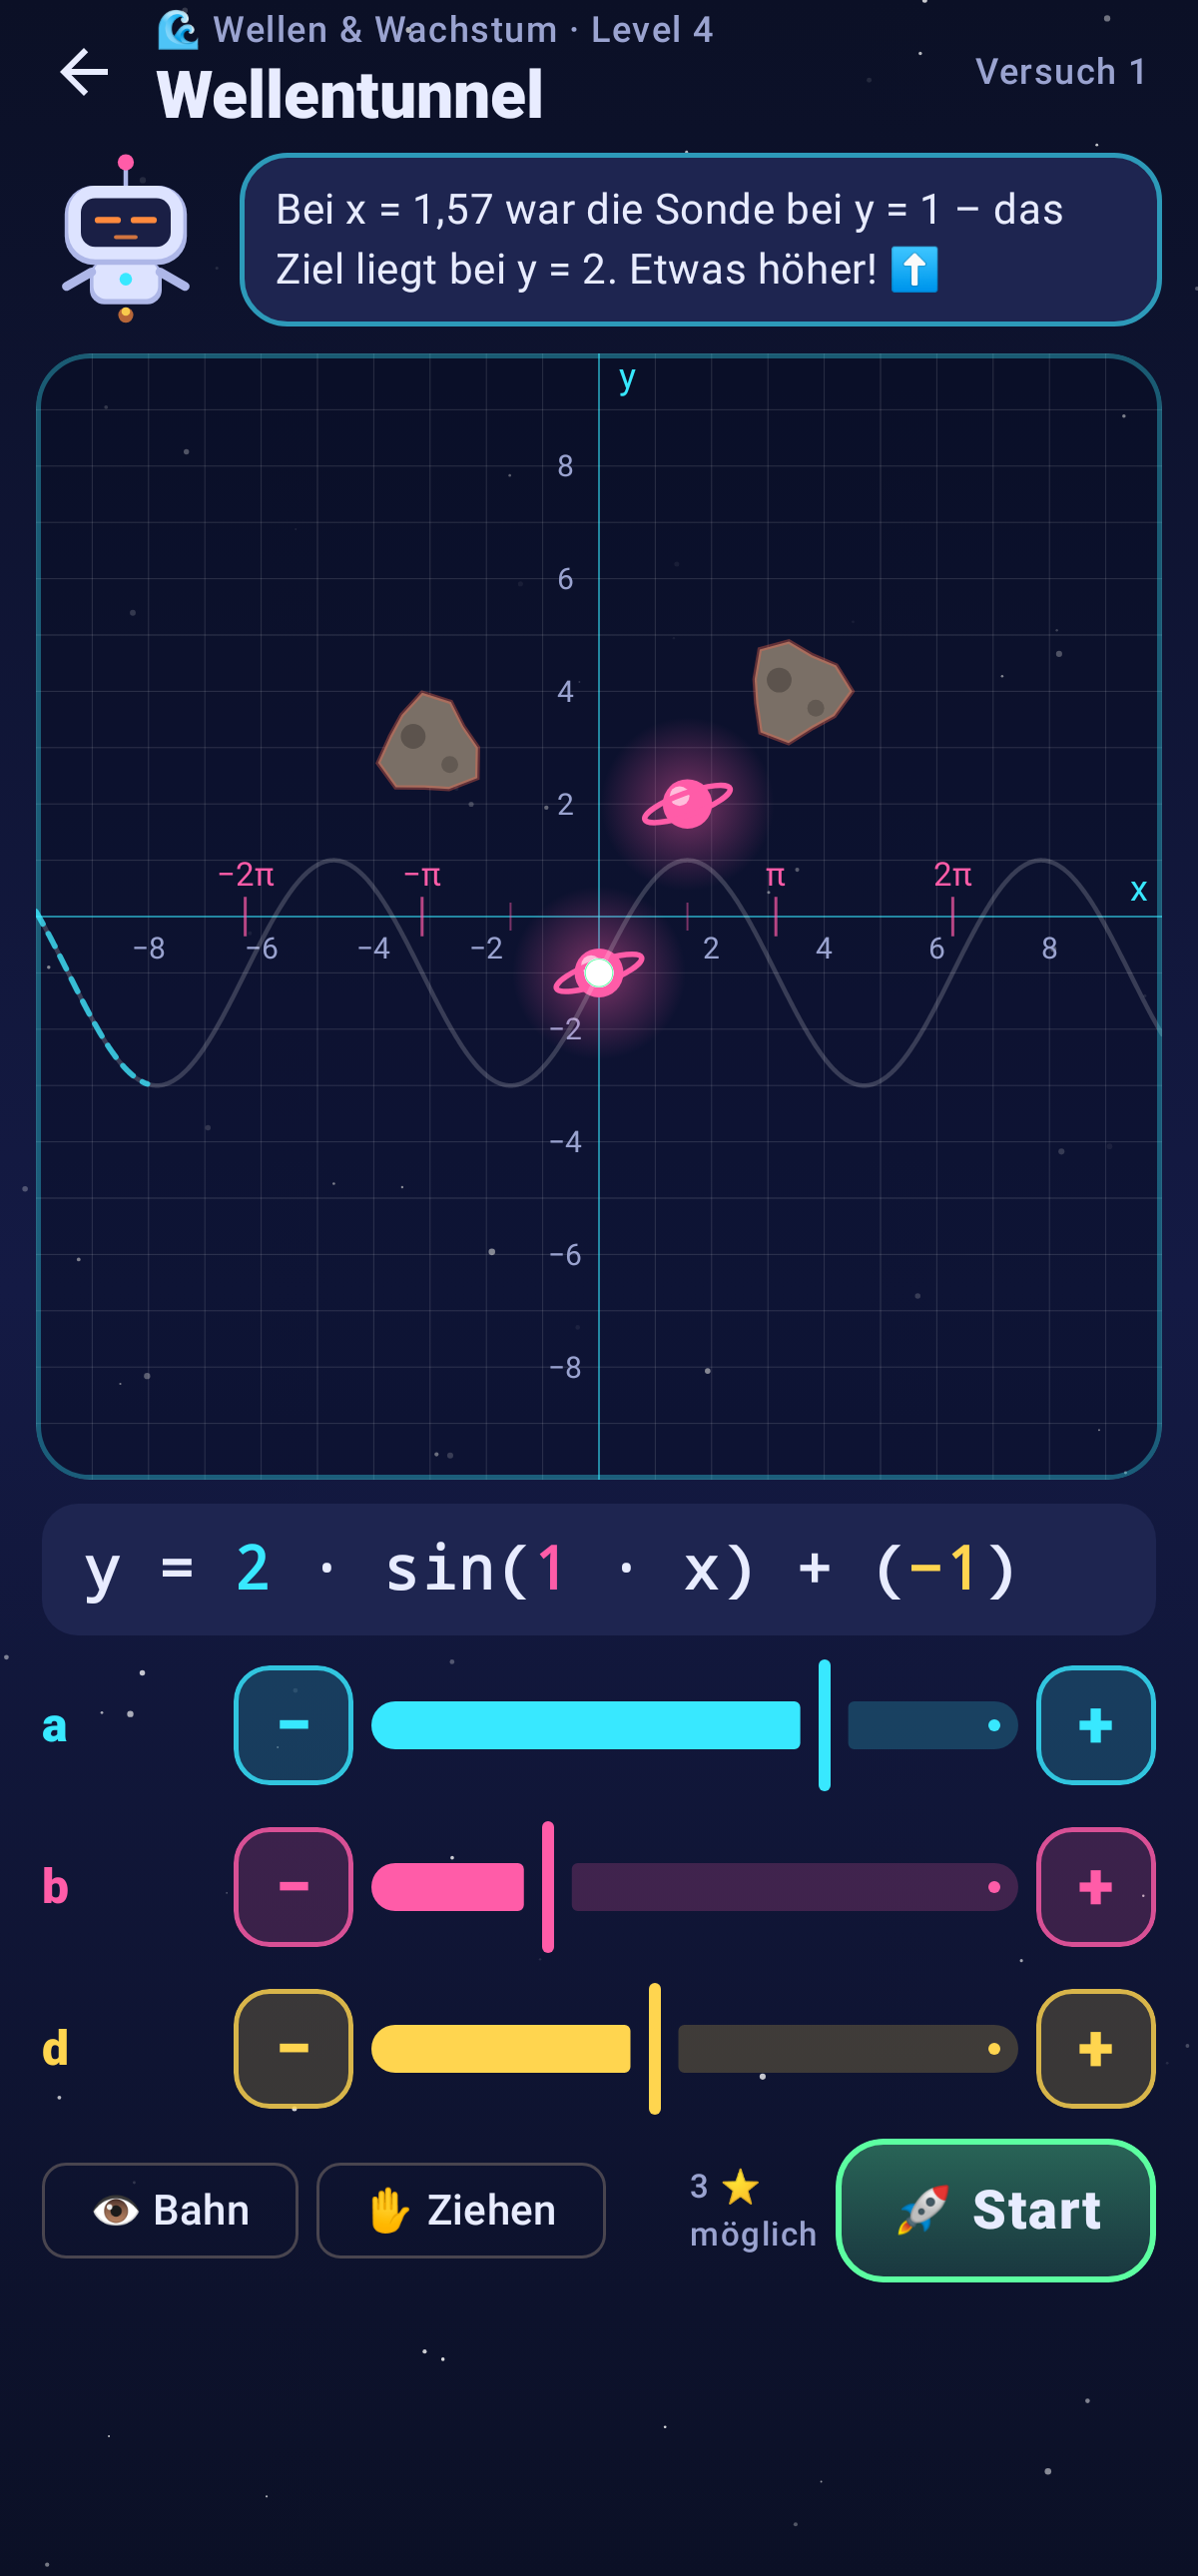 🌊 Wellen & Wachstum · Level 4
Wellentunnel
Versuch 1
Bei x = 1,57 war die Sonde bei y = 1 – das
Ziel liegt bei y = 2. Etwas höher! ⬆️
y
8
6
4
2
−2π
−π
π
2π
x
−8
−6
−4
−2
2
4
6
8
−2
−4
−6
−8
y = 2 · sin(1 · x) + (−1)
a
−
+
b
−
+
d
−
+
👁️ Bahn
✋ Ziehen
3 ⭐
möglich
🚀 Start